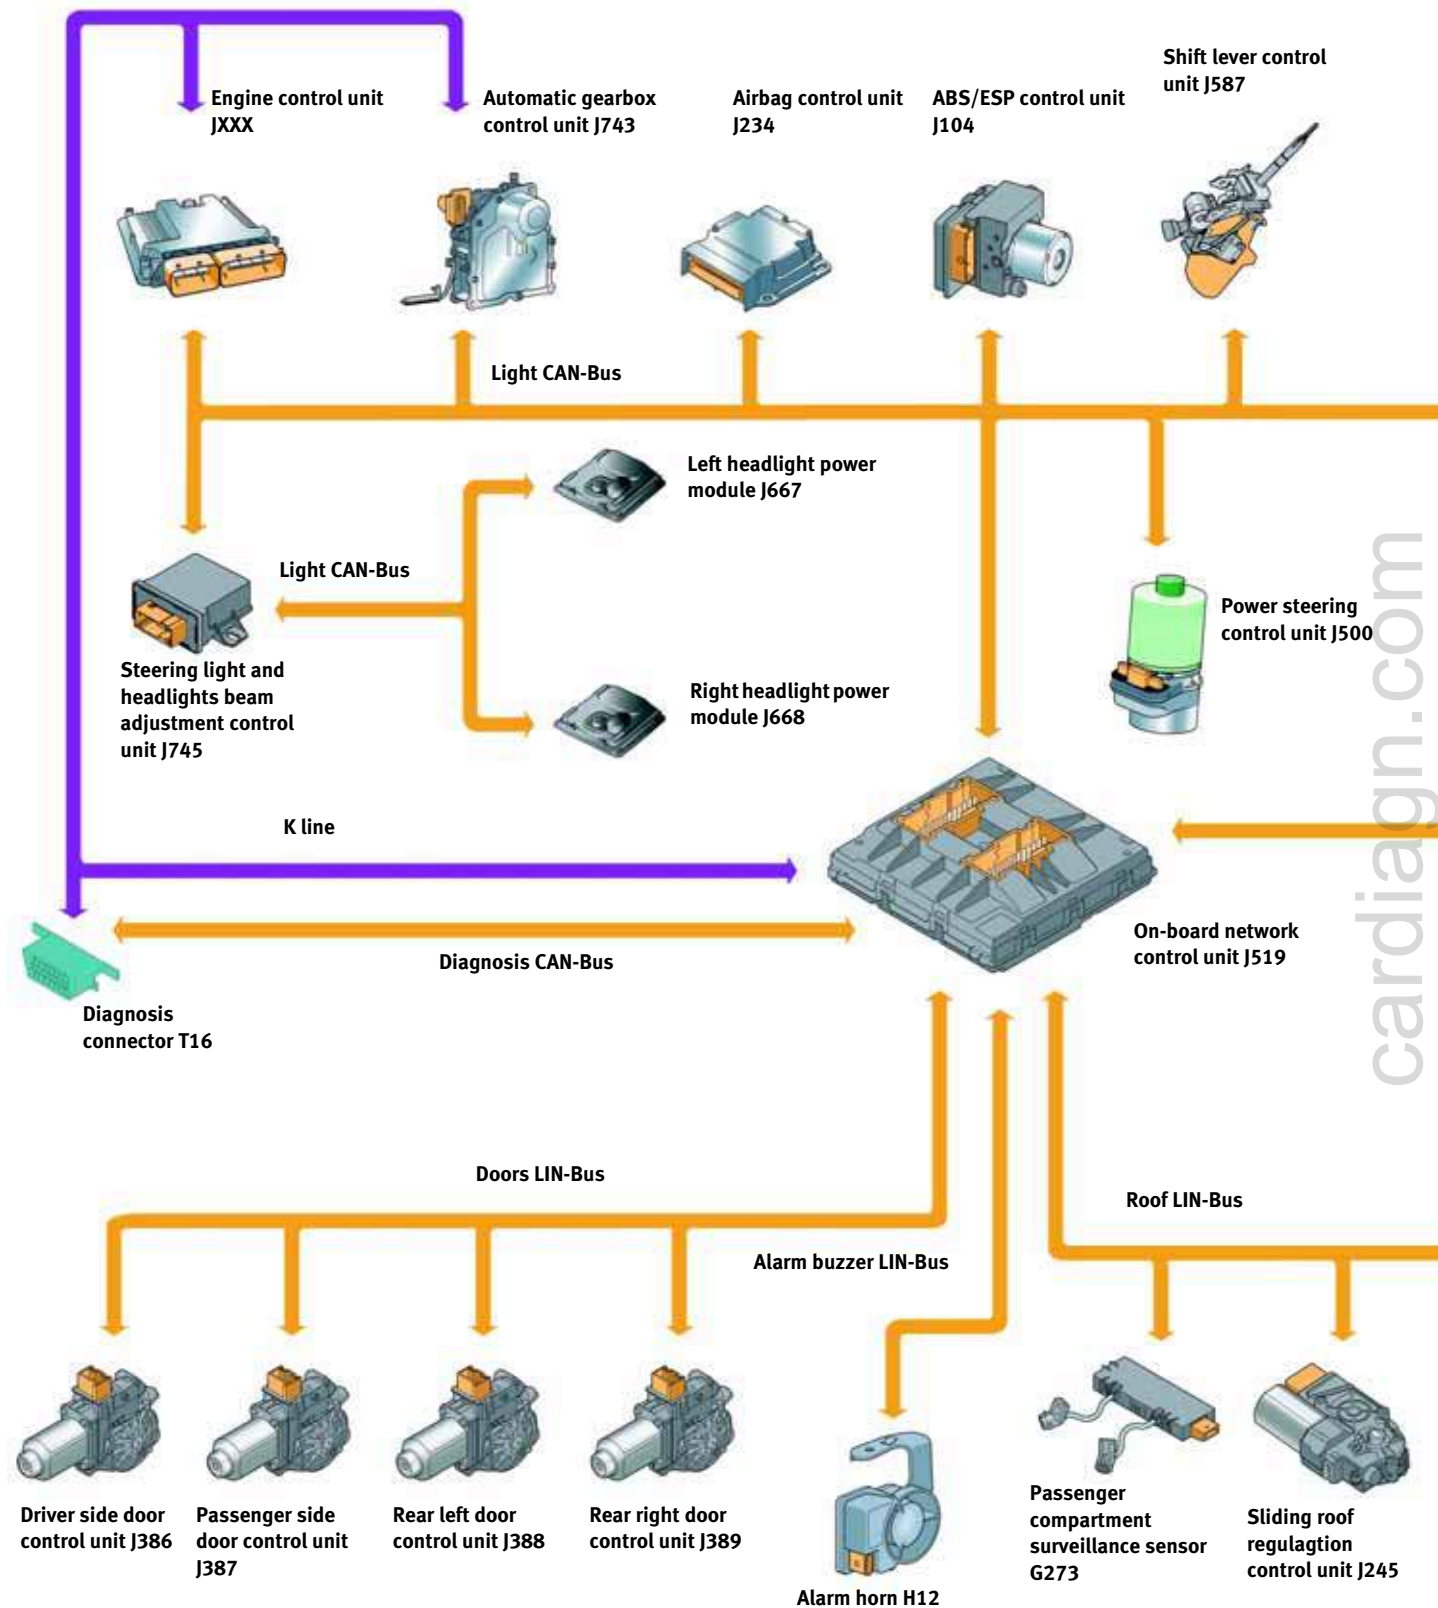 Shift lever control
unit J587
Engine control unit
JXXX
Automatic gearbox
control unit J743
Airbag control unit
J234
ABS/ESP control unit
J104
Light CAN-Bus
Left headlight power
module J667
Light CAN-Bus
Power steering
control unit J500
Steering light and
headlights beam
adjustment control
unit J745
Right headlight power
module J668
K line
On-board network
control unit J519
Diagnosis CAN-Bus
Diagnosis
connector T16
cardiagn.com
Doors LIN-Bus
Roof LIN-Bus
Alarm buzzer LIN-Bus
Driver side door
control unit J386
Passenger side
door control unit
J387
Rear left door
control unit J388
Rear right door
control unit J389
Alarm horn H12
Passenger
compartment
surveillance sensor
G273
Sliding roof
regulagtion
control unit J245